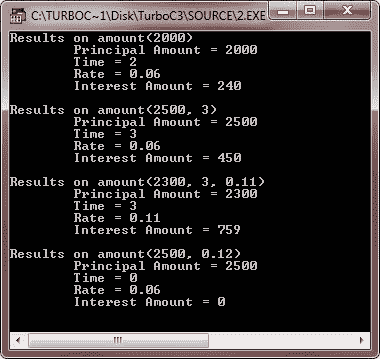 C:\TURBOC~1\Disk\TurboC3\SOURCE\2.EXE
Results on amount(2000)
Principal Amount = 2000
Time = 2
Rate = 0.06
Interest Amount = 240
Results on amount(2500, 3)
Principal Amount = 2500
Time = 3
Rate = 0.06
Interest Amount = 450
Results on amount(2300, 3, 0.11)
Principal Amount = 2300
Time = 3
Rate = 0.11
Interest Amount = 759
Results on amount(2500, 0.12)
Principal Amount = 2500
Time = 0
Rate = 0.06
Interest Amount = 0